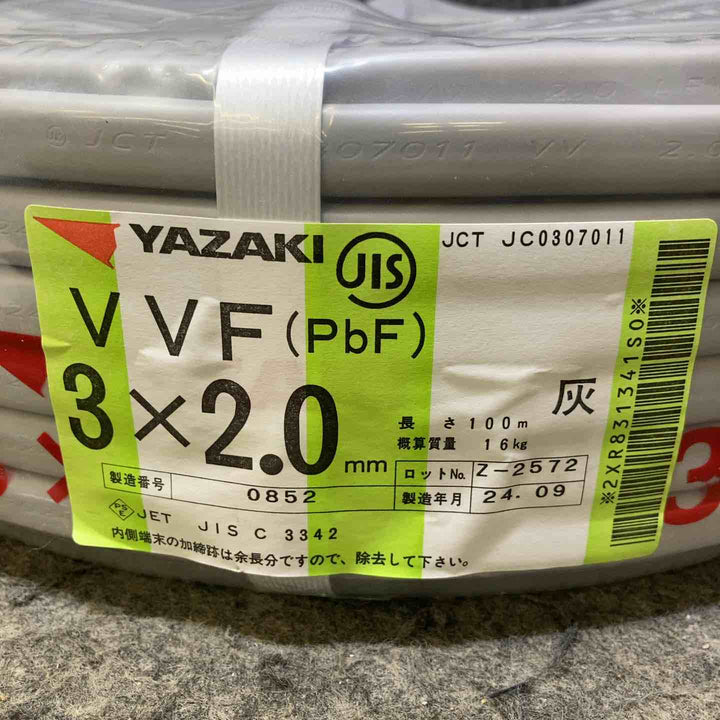 JCT
307011 VV 2.0
YAZAKI
JIS
JCT JC0307011
VVF(PbF)
3×2.0mm
灰
長さ100m
概算質量 16kg
製造番号 0852
ロットNo. Z-2572
製造年月 24.09
PSE JET JIS C 3342
内側端末の加締跡は余長分ですので、除去して下さい。
※2XR831341S0※
3